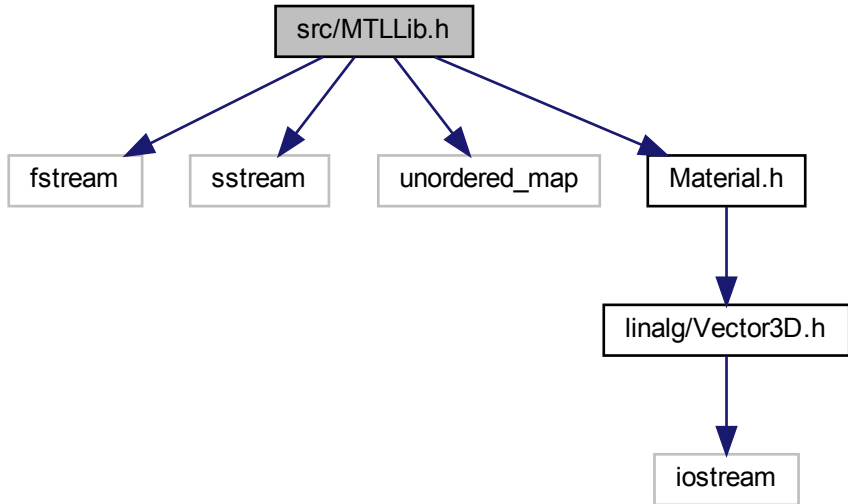 src/MTLLib.h
fstream
sstream
unordered_map
Material.h
linalg/Vector3D.h
iostream